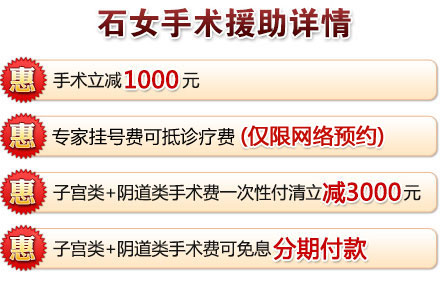 石女手术援助详情
惠 手术立减1000元
惠 专家挂号费可抵诊疗费(仅限网络预约)
惠 子宫类+阴道类手术费一次性付清立减3000元
惠 子宫类+阴道类手术费可免息分期付款